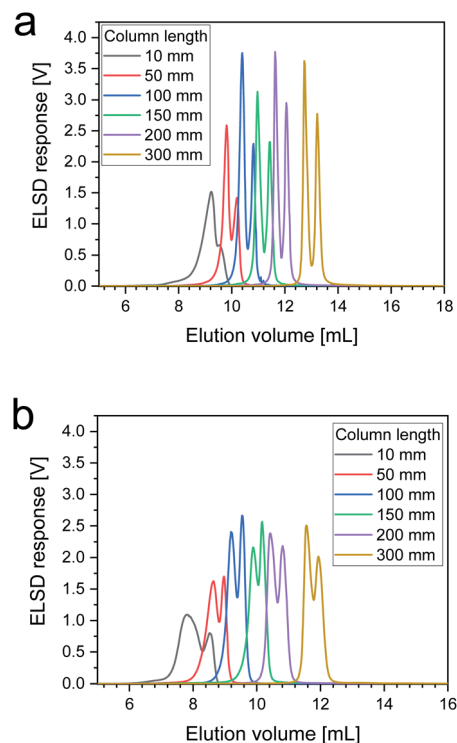 a
Column length
10 mm
50 mm
100 mm
150 mm
200 mm
300 mm
ELSD response [V]
4.0
3.5
3.0
2.5
2.0
1.5
1.0
0.5
0.0
6 8 10 12 14 16 18
Elution volume [mL]
b
Column length
10 mm
50 mm
100 mm
150 mm
200 mm
300 mm
ELSD response [V]
4.0
3.5
3.0
2.5
2.0
1.5
1.0
0.5
0.0
6 8 10 12 14 16
Elution volume [mL]